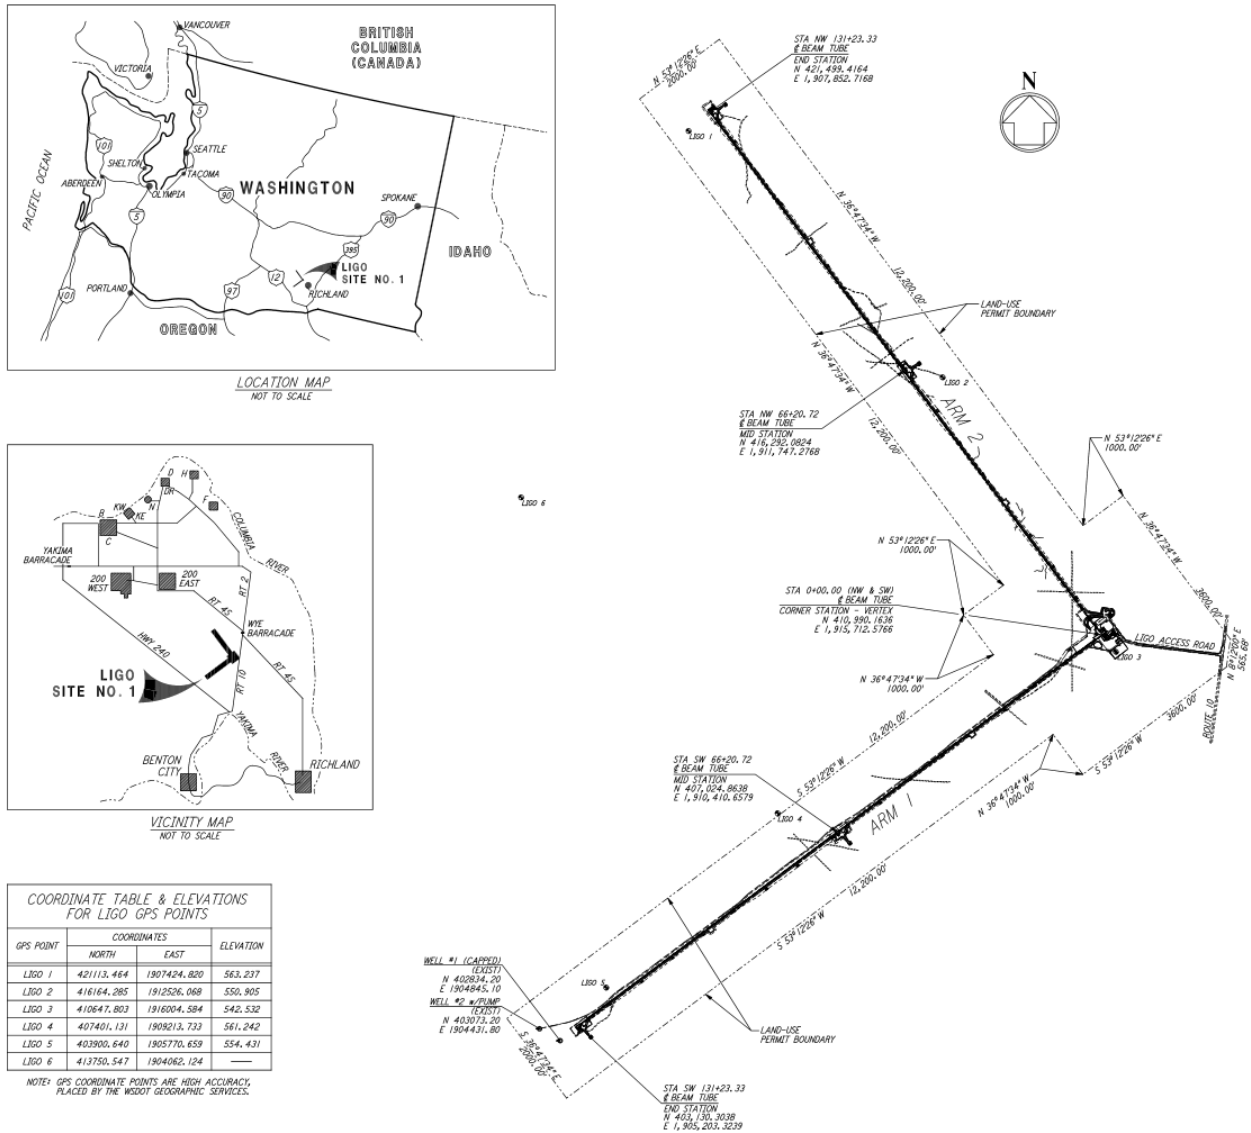 VANCOUVER
BRITISH
COLUMBIA
(CANADA)
VICTORIA
5
101
SHELTON
SEATTLE
TACOMA
ABERDEEN
OLYMPIA
90
WASHINGTON
SPOKANE
PACIFIC OCEAN
5
90
395
IDAHO
LIGO
SITE NO. 1
12
RICHLAND
97
101
PORTLAND
OREGON
LOCATION MAP
NOT TO SCALE
D
H
DR
N
F
KW
KE
B
C
COLUMBIA
RIVER
YAKIMA
BARRACADE
200
WEST
200
EAST
RT 2
RT 4S
WYE
BARRACADE
HWY 240
RT 4S
RT 10
LIGO
SITE NO. 1
YAKIMA
RIVER
BENTON
CITY
RICHLAND
VICINITY MAP
NOT TO SCALE
COORDINATE TABLE & ELEVATIONS
FOR LIGO GPS POINTS
GPS POINT COORDINATES ELEVATION
NORTH EAST
LIGO 1 421113.464 1907424.820 563.237
LIGO 2 416164.285 1912526.068 550.905
LIGO 3 410647.803 1916004.584 542.532
LIGO 4 407401.131 1909213.733 561.242
LIGO 5 403900.640 1905770.659 554.431
LIGO 6 413750.547 1904062.124 ——
NOTE: GPS COORDINATE POINTS ARE HIGH ACCURACY,
PLACED BY THE WSDOT GEOGRAPHIC SERVICES.
STA NW 131+23.33
℄ BEAM TUBE
END STATION
N 421,499.4164
E 1,907,852.7168
N 53°12'26" E
2000.00'
N
LIGO 1
N 36°47'34" W
12,200.00'
LAND-USE
PERMIT BOUNDARY
N 36°47'34" W
12,200.00'
LIGO 2
ARM 2
STA NW 66+20.72
℄ BEAM TUBE
MID STATION
N 416,292.0824
E 1,911,747.2768
N 53°12'26" E
1000.00'
LIGO 6
N 36°47'34" W
3600.00'
N 53°12'26" E
1000.00'
STA 0+00.00 (NW & SW)
℄ BEAM TUBE
CORNER STATION - VERTEX
N 410,990.1636
E 1,915,712.5766
LIGO ACCESS ROAD
LIGO 3
N 8°12'00" E
565.68'
N 36°47'34" W
1000.00'
ROUTE 10
3600.00'
S 53°12'26" W
12,200.00'
S 53°12'26" W
N 36°47'34" W
1000.00'
STA SW 66+20.72
℄ BEAM TUBE
MID STATION
N 407,024.8638
E 1,910,410.6579
LIGO 4
ARM 1
12,200.00'
S 53°12'26" W
WELL #1 (CAPPED)
(EXIST)
N 402834.20
E 1904845.10
LIGO 5
WELL #2 w/PUMP
(EXIST)
N 403073.20
E 1904431.80
S 36°47'34" E
2000.00'
LAND-USE
PERMIT BOUNDARY
STA SW 131+23.33
℄ BEAM TUBE
END STATION
N 403,130.3038
E 1,905,203.3239